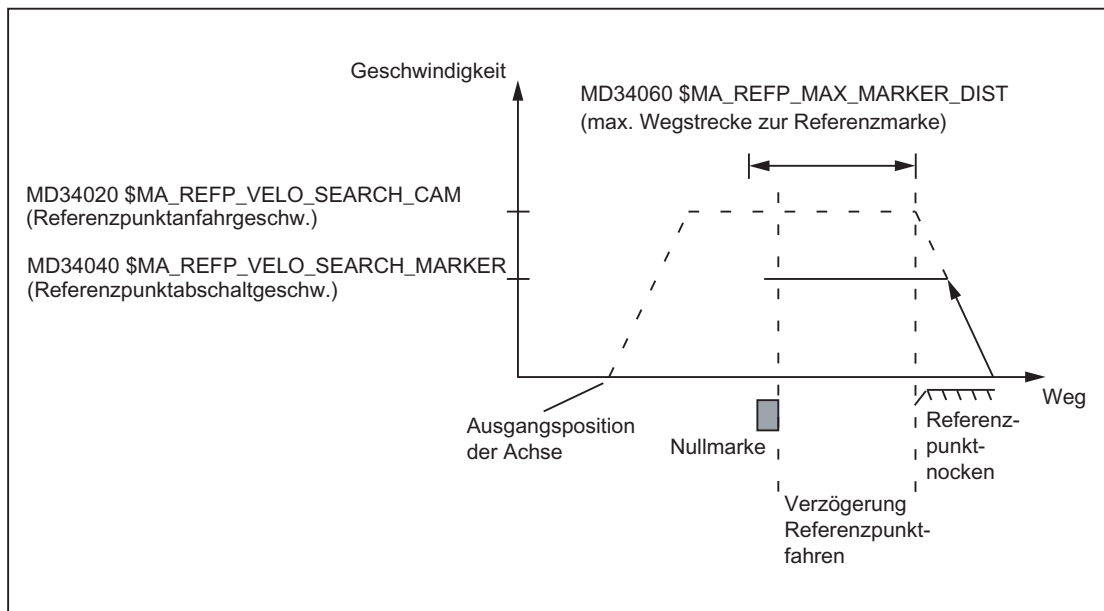 Geschwindigkeit
MD34060 $MA_REFP_MAX_MARKER_DIST
(max. Wegstrecke zur Referenzmarke)
MD34020 $MA_REFP_VELO_SEARCH_CAM
(Referenzpunktanfahrgeschw.)
MD34040 $MA_REFP_VELO_SEARCH_MARKER
(Referenzpunktabschaltgeschw.)
Weg
Ausgangsposition
der Achse
Nullmarke
Referenz-
punkt-
nocken
Verzögerung
Referenzpunkt-
fahren